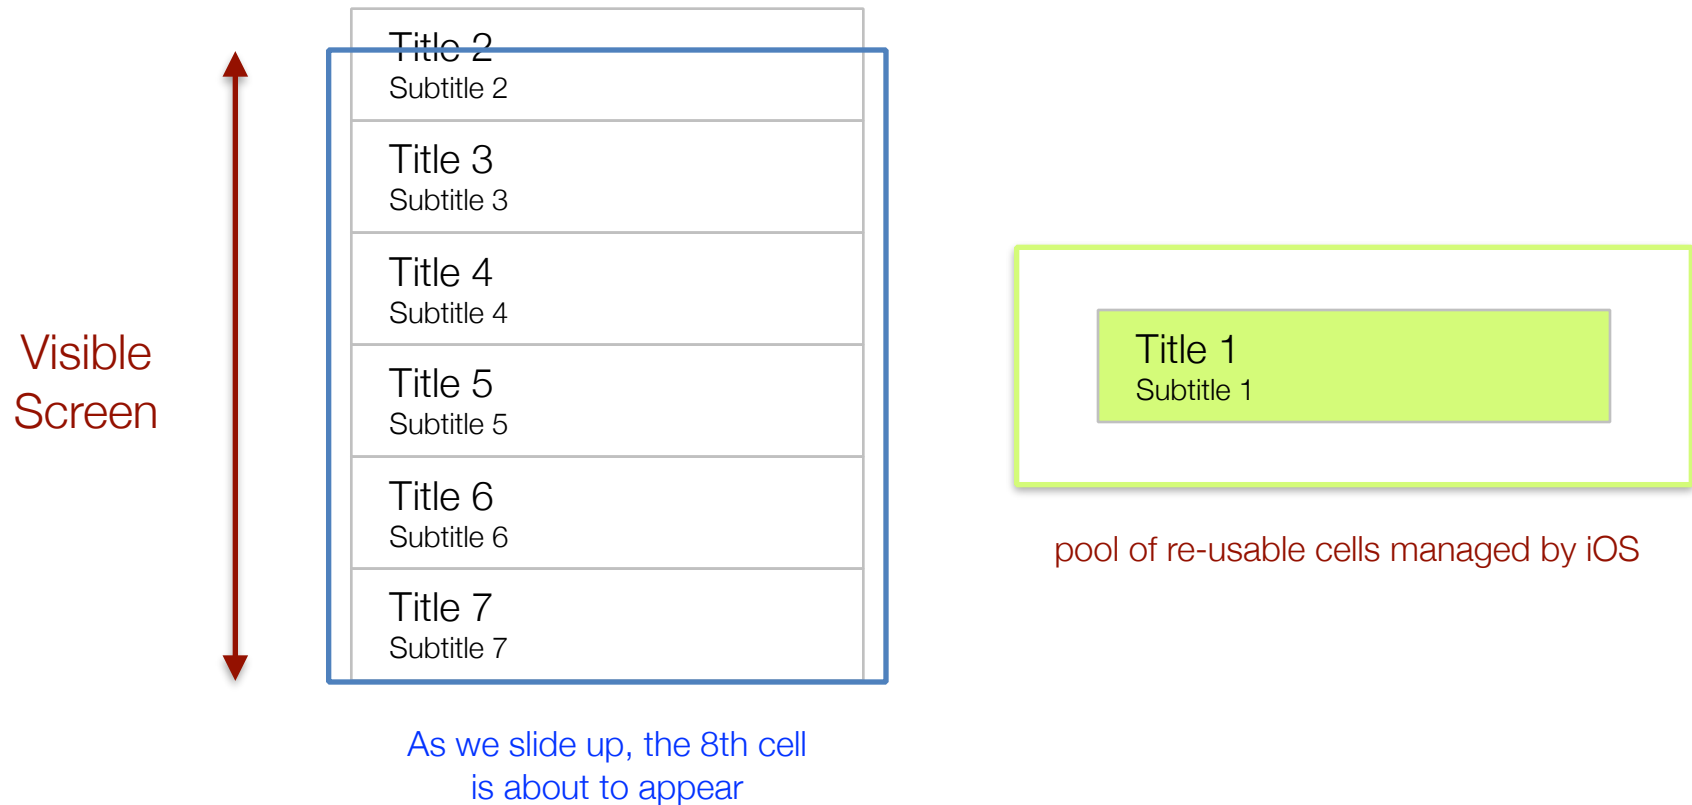 Visible
Screen
Title 2
Subtitle 2
Title 3
Subtitle 3
Title 4
Subtitle 4
Title 5
Subtitle 5
Title 6
Subtitle 6
Title 7
Subtitle 7
As we slide up, the 8th cell
is about to appear
Title 1
Subtitle 1
pool of re-usable cells managed by iOS